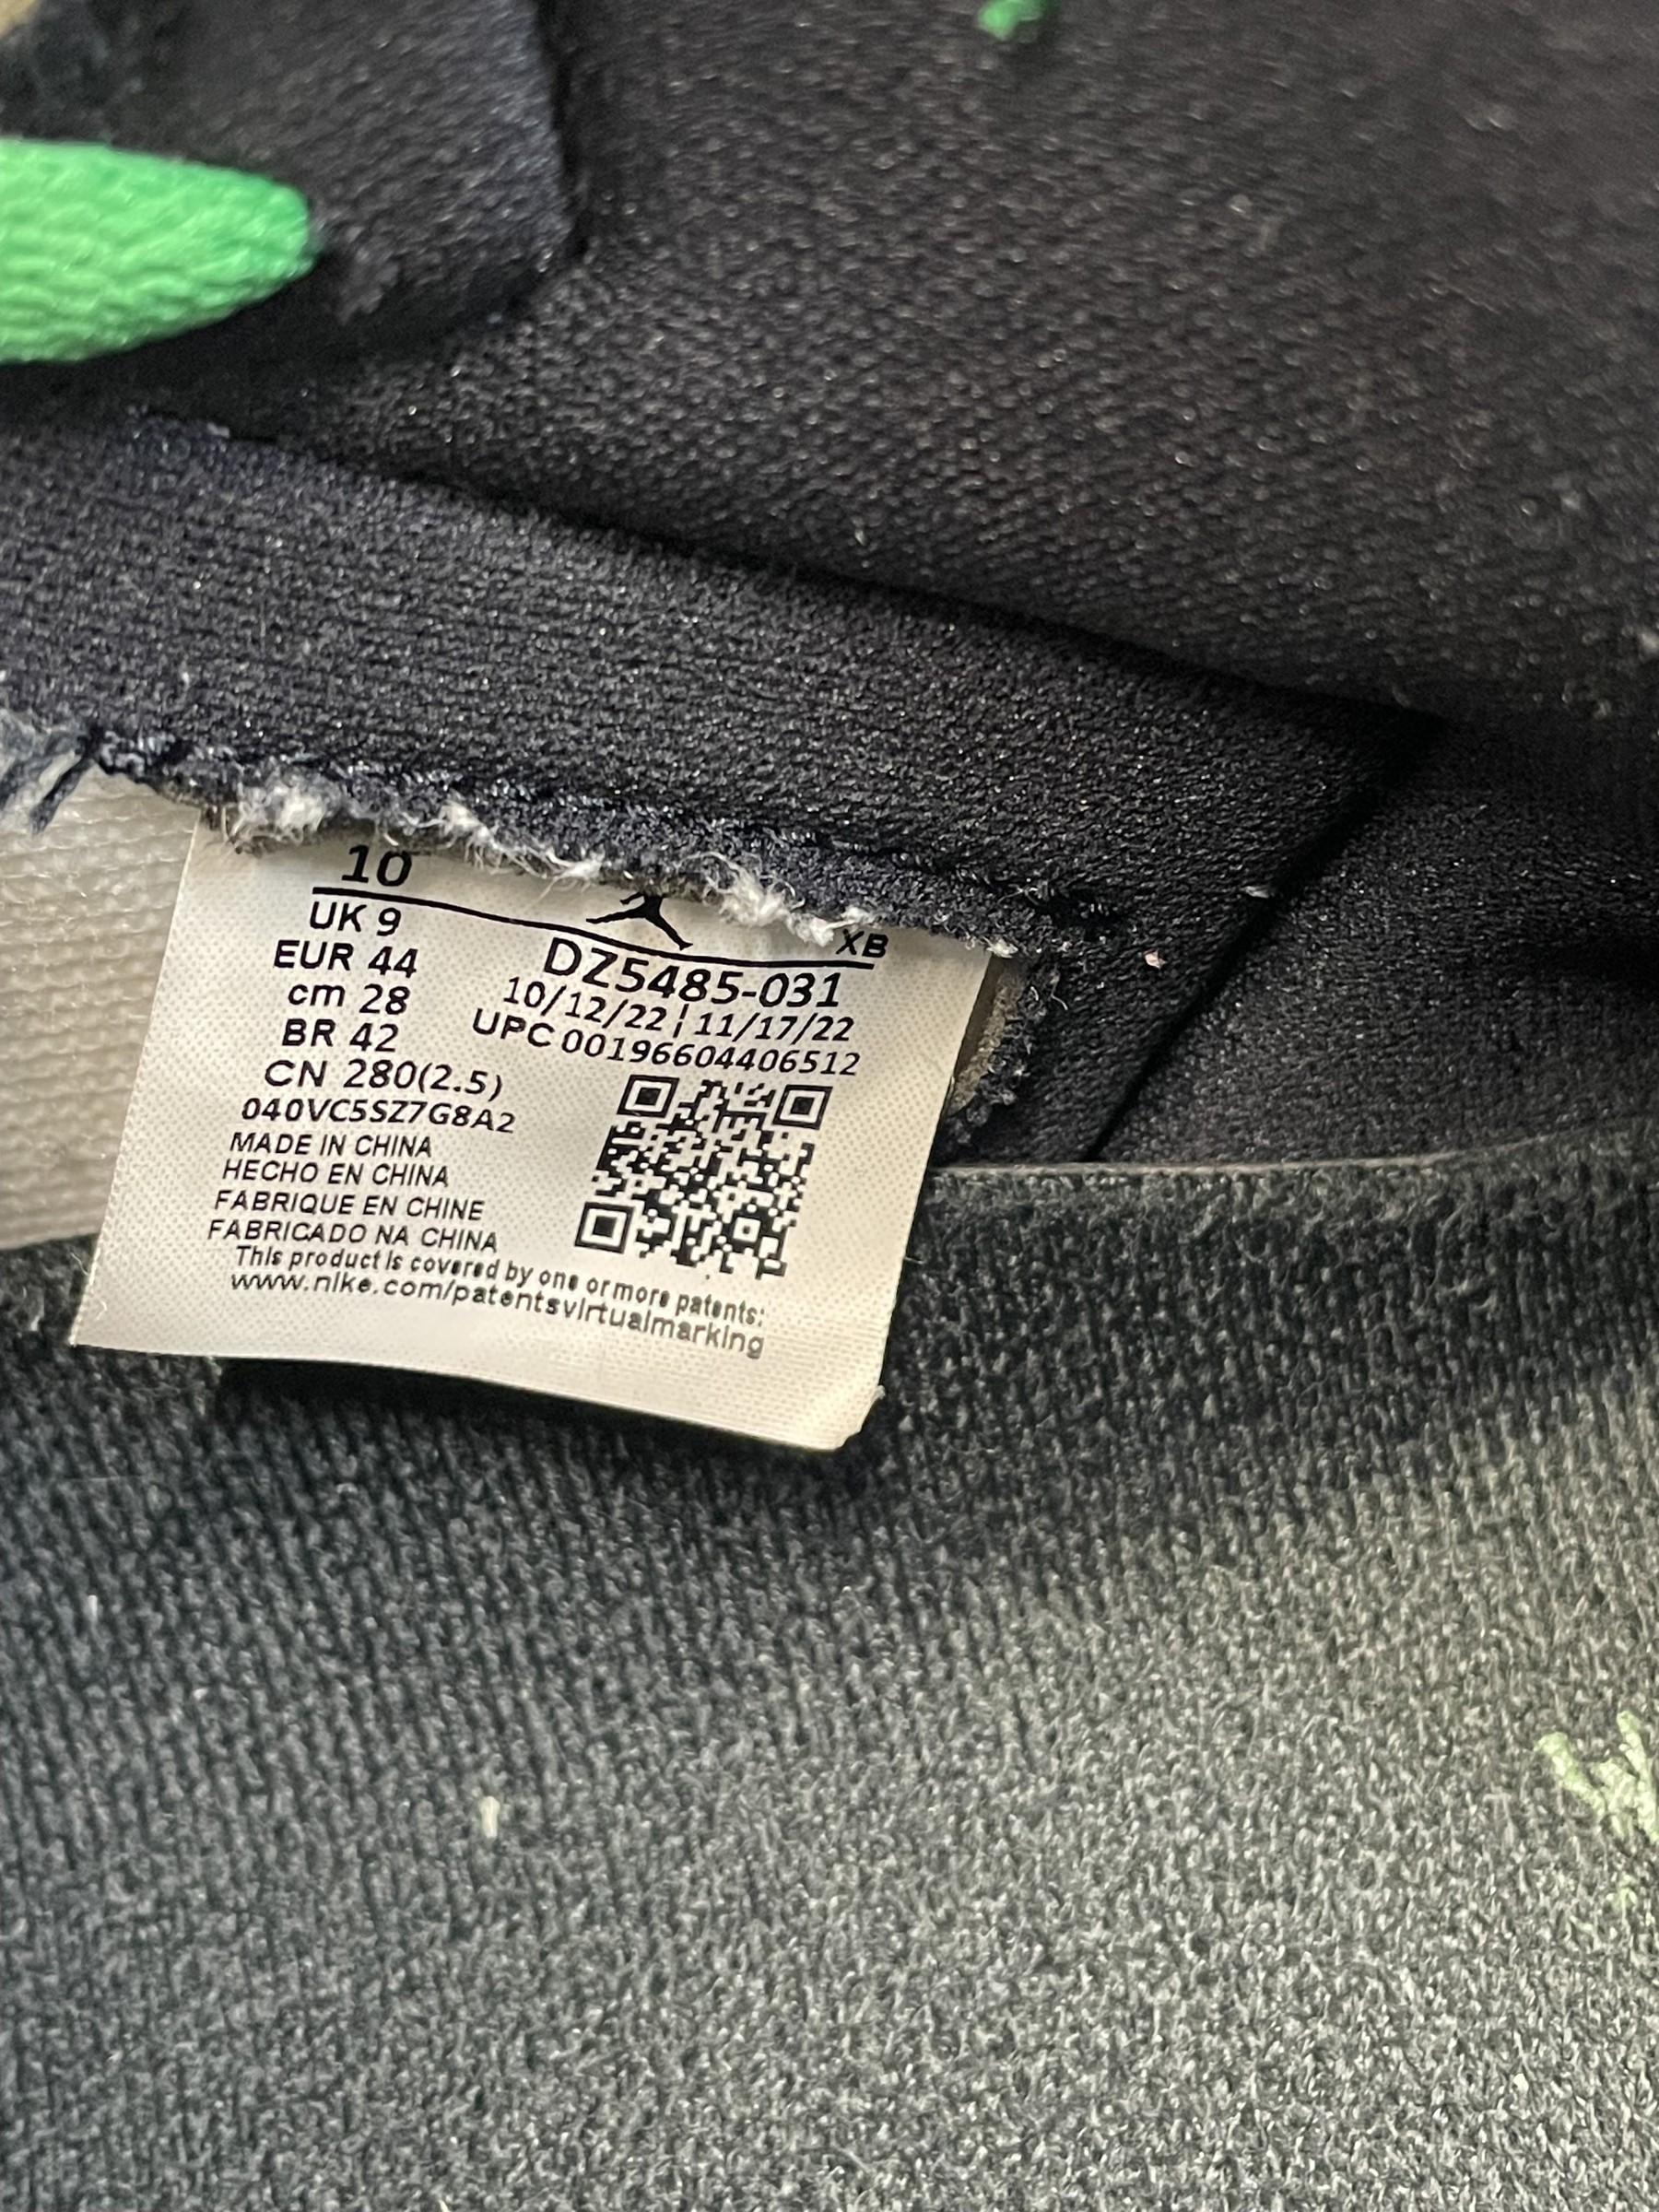 10
XB
UK 9
EUR 44
cm 28
BR 42
CN 280(2.5)
040VC5SZ7G8A2
DZ5485-031
10/12/22¦11/17/22
UPC 00196604406512
MADE IN CHINA
HECHO EN CHINA
FABRIQUE EN CHINE
FABRICADO NA CHINA
This product is covered by one or more patents:
www.nike.com/patentsvirtualmarking